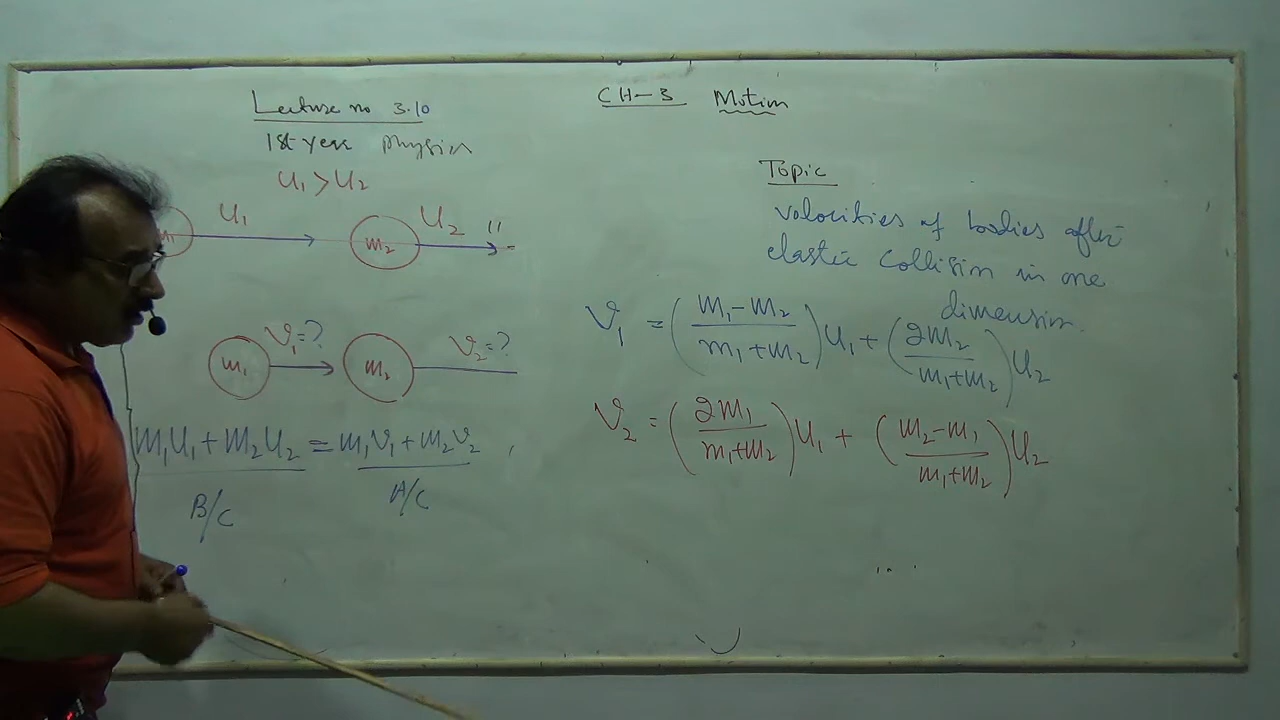 Lecture no 3.10
1st year physics
U₁ > U₂
U₁
m₂
U₂
m₁
V₁=?
m₂
V₂=?
m₁U₁ + m₂U₂ = m₁V₁ + m₂V₂
B/C
A/C
CH-3 Motion
Topic
velocities of bodies after
elastic collision in one
dimension.
V₁ = (m₁-m₂/m₁+m₂)U₁ + (2m₂/m₁+m₂)U₂
V₂ = (2m₁/m₁+m₂)U₁ + (m₂-m₁/m₁+m₂)U₂